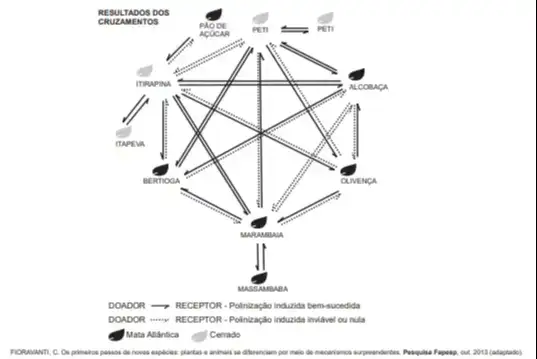 RESULTADOS DOS
CRUZAMENTOS
PÃO DE
AÇÚCAR
PETI
PETI
ITIRAPINA
ALCOBAÇA
ITAPEVA
BERTIOGA
OLIVENÇA
MARAMBAIA
MASSAMBABA
DOADOR RECEPTOR - Polinização induzida bem-sucedida
DOADOR RECEPTOR - Polinização induzida inviável ou nula
Mata Atlântica Cerrado
FIORAVANTI, C. Os primeiros passos de novas espécies: plantas e animais se diferenciam por meio de mecanismos surpreendentes. Pesquisa Fapesp, out. 2013 (adaptado).